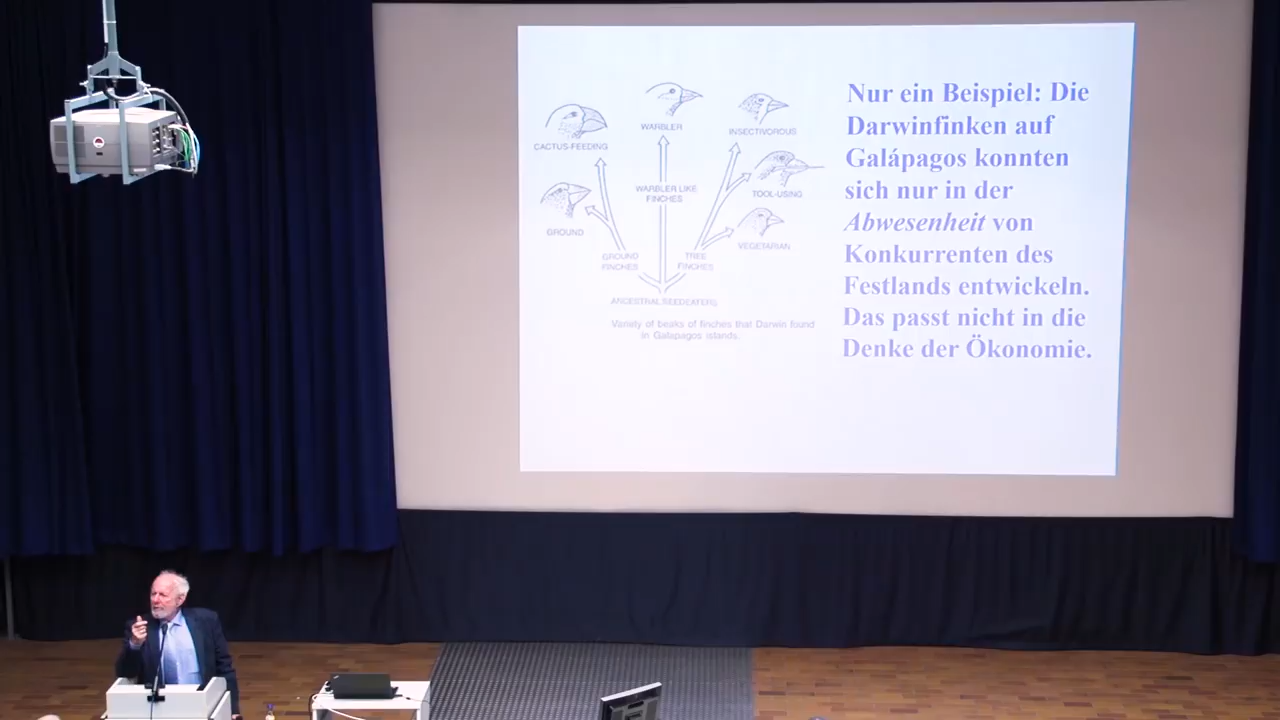 Nur ein Beispiel: Die
Darwinfinken auf
Galápagos konnten
sich nur in der
Abwesenheit von
Konkurrenten des
Festlands entwickeln.
Das passt nicht in die
Denke der Ökonomie.
WARBLER
CACTUS-FEEDING
INSECTIVOROUS
WARBLER LIKE
FINCHES
TOOL-USING
GROUND
VEGETARIAN
GROUND
FINCHES
TREE
FINCHES
ANCESTRAL SEEDEATERS
Variety of beaks of finches that Darwin found
in Galapagos islands.